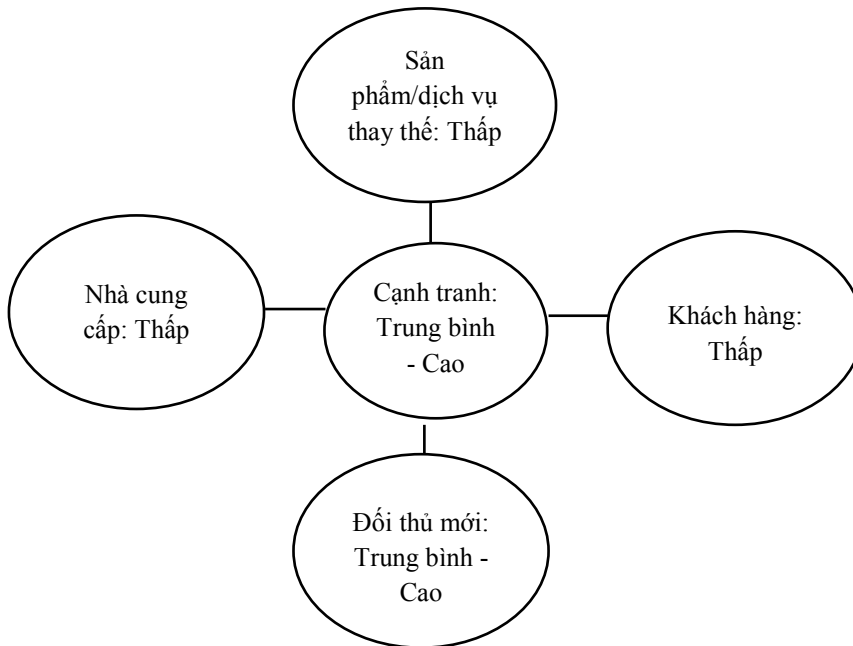 Sản
phẩm/dịch vụ
thay thế: Thấp
Nhà cung
cấp: Thấp
Cạnh tranh:
Trung bình
- Cao
Khách hàng:
Thấp
Đối thủ mới:
Trung bình -
Cao